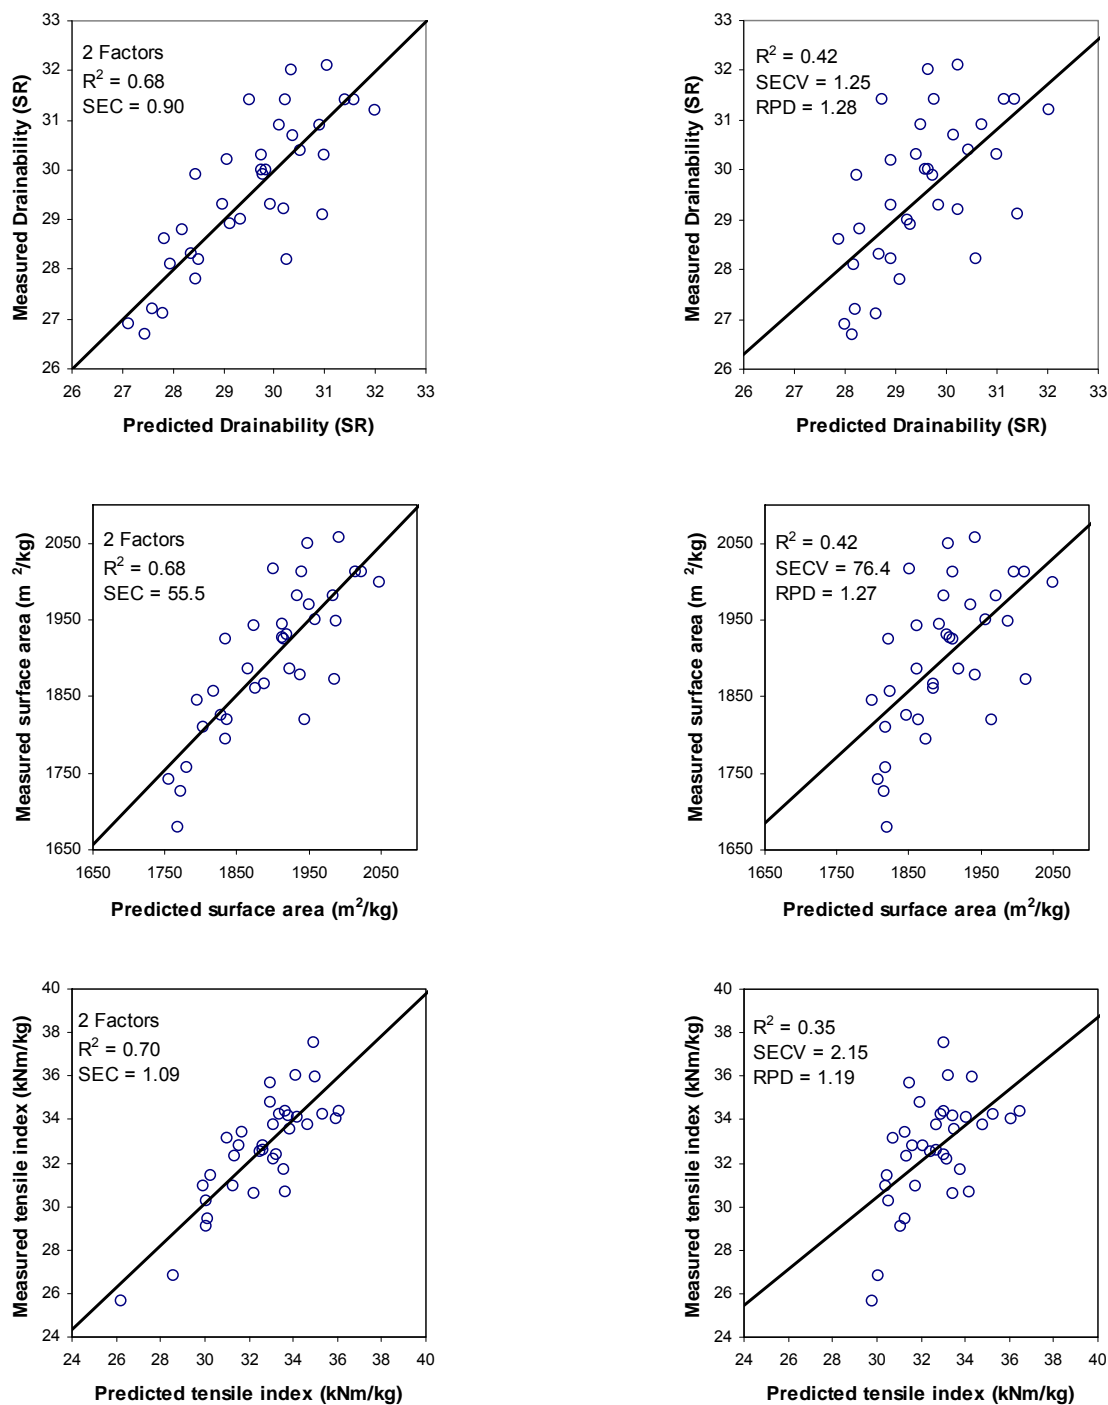 33
32
31
30
29
28
27
26
Measured Drainability (SR)
2 Factors
R² = 0.68
SEC = 0.90
26 27 28 29 30 31 32 33
Predicted Drainability (SR)
33
32
31
30
29
28
27
26
Measured Drainability (SR)
R² = 0.42
SECV = 1.25
RPD = 1.28
26 27 28 29 30 31 32 33
Predicted Drainability (SR)
2050
1950
1850
1750
1650
Measured surface area (m ²/kg)
2 Factors
R² = 0.68
SEC = 55.5
1650 1750 1850 1950 2050
Predicted surface area (m²/kg)
2050
1950
1850
1750
1650
Measured surface area (m ²/kg)
R² = 0.42
SECV = 76.4
RPD = 1.27
1650 1750 1850 1950 2050
Predicted surface area (m²/kg)
40
38
36
34
32
30
28
26
24
Measured tensile index (kNm/kg)
2 Factors
R² = 0.70
SEC = 1.09
24 26 28 30 32 34 36 38 40
Predicted tensile index (kNm/kg)
40
38
36
34
32
30
28
26
24
Measured tensile index (kNm/kg)
R² = 0.35
SECV = 2.15
RPD = 1.19
24 26 28 30 32 34 36 38 40
Predicted tensile index (kNm/kg)